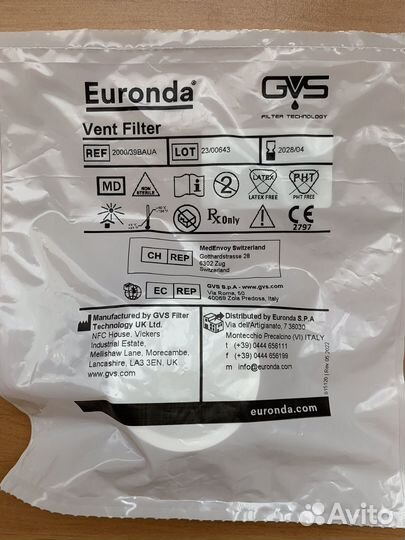 Euronda®
GVS
FILTER TECHNOLOGY
Vent Filter
REF 2000/39BAUA LOT 23/00643 2028/04
MD NON STERILE i 2 LATEX LATEX FREE PHT PHT FREE
Rx Only CE 2797
CH REP
MedEnvoy Switzerland
Gotthardstrasse 28
6302 Zug
Switzerland
EC REP
GVS S.p.A - www.gvs.com
Via Roma, 50
40069 Zola Predosa, Italy
Manufactured by GVS Filter
Technology UK Ltd.
NFC House, Vickers
Industrial Estate,
Mellishaw Lane, Morecambe,
Lancashire, LA3 3EN, UK
Distributed by Euronda S.P.A
Via dell'Artigianato, 7 36030
Montecchio Precalcino (VI) ITALY
t (+39) 0444 656111
f (+39) 0444 656199
m info@euronda.com
Rev 05 2022
euronda.com
Avito